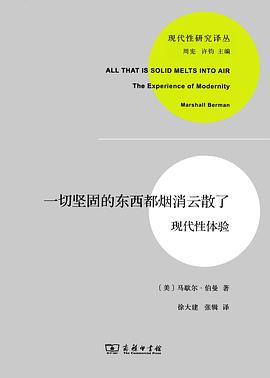 现代性研究译丛
周宪 许钧 主编
ALL THAT IS SOLID MELTS INTO AIR
The Experience of Modernity
Marshall Berman
一切坚固的东西都烟消云散了
现代性体验
〔美〕马歇尔·伯曼 著
徐大建 张辑 译
商务印书馆
The Commercial Press